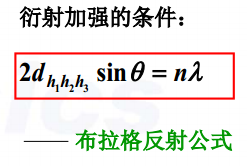 衍射加强的条件：
2d_{h₁h₂h₃} sinθ = nλ
—— 布拉格反射公式